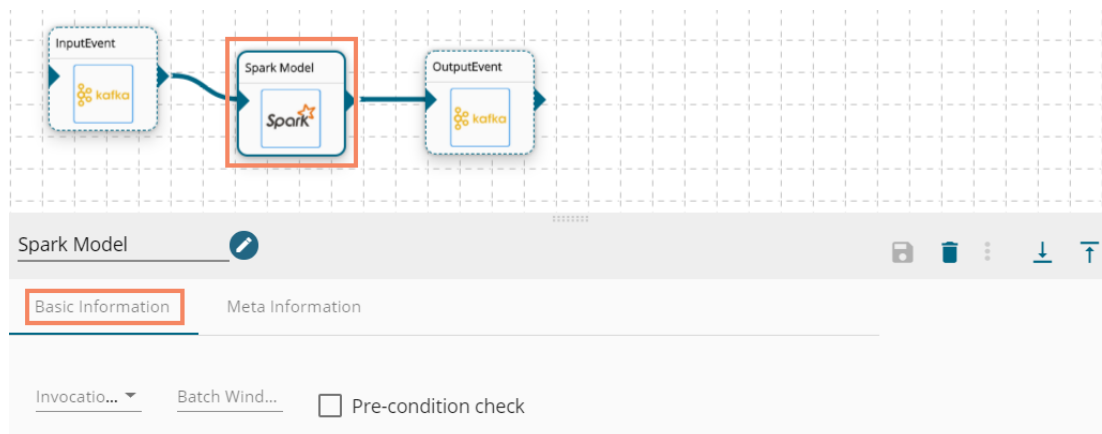 InputEvent
kafka
Spark Model
Spark
OutputEvent
kafka
Spark Model
Basic Information
Meta Information
Invocatio...
Batch Wind...
Pre-condition check